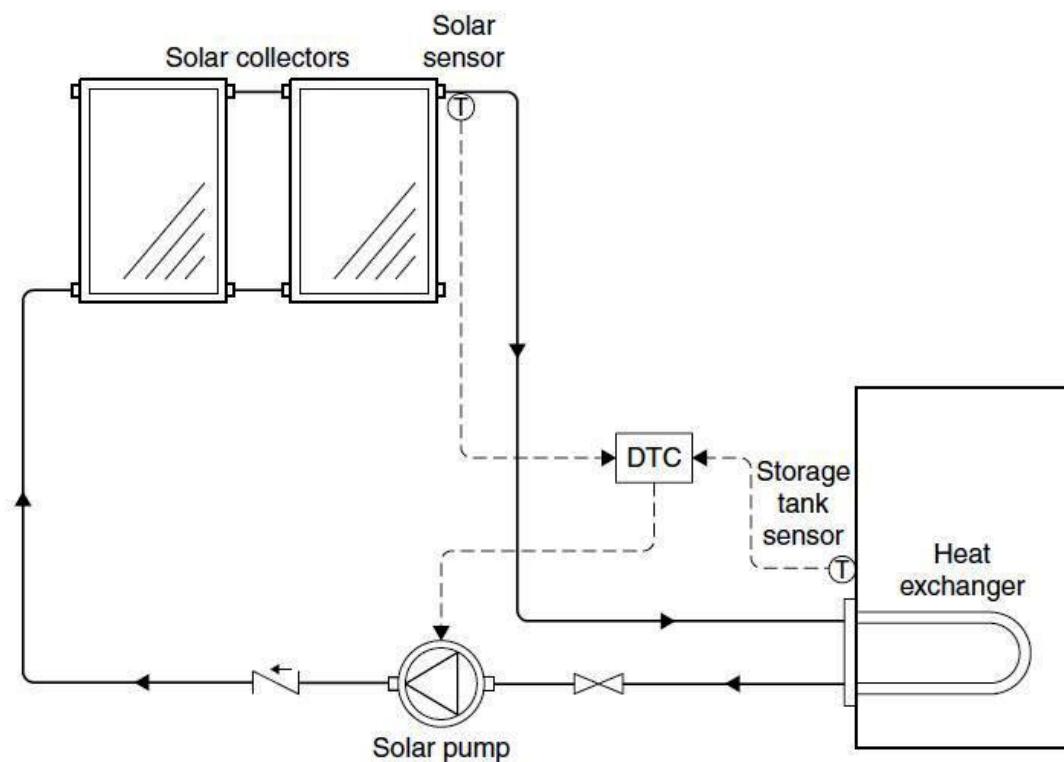 Solar collectors
Solar
sensor
T
DTC
Storage
tank
sensor
T
Heat
exchanger
Solar pump